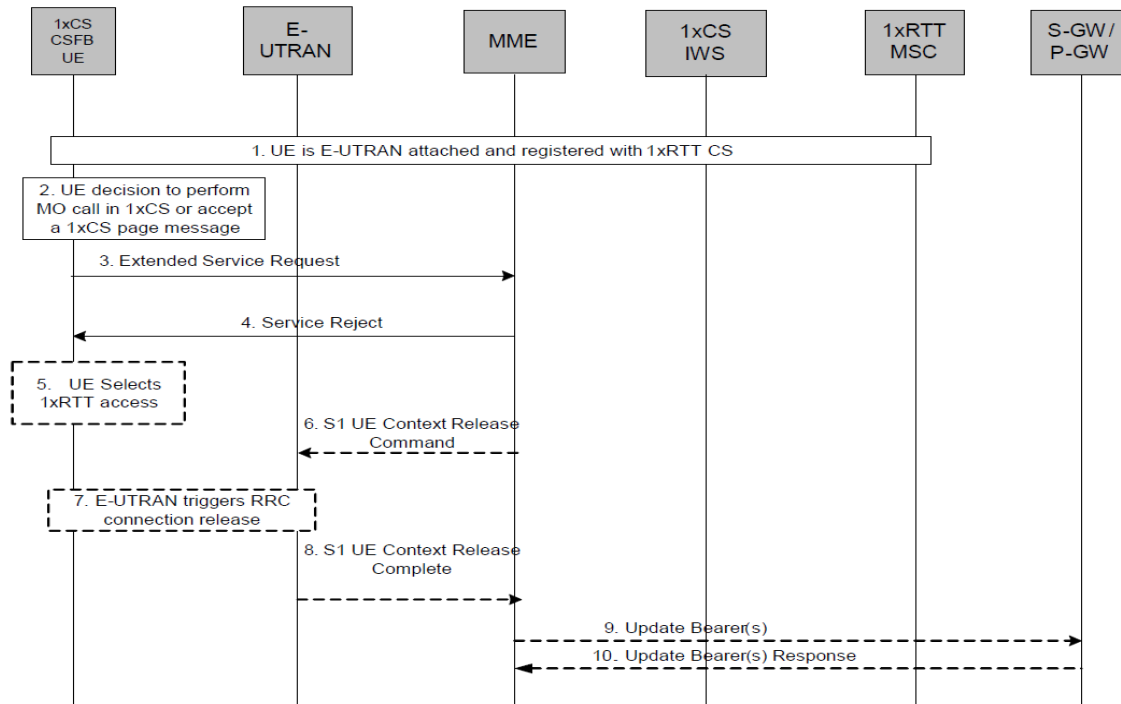 1xCS
CSFB
UE
E-
UTRAN
MME
1xCS
IWS
1xRTT
MSC
S-GW/
P-GW
1. UE is E-UTRAN attached and registered with 1xRTT CS
2. UE decision to perform
MO call in 1xCS or accept
a 1xCS page message
3. Extended Service Request
4. Service Reject
5. UE Selects
1xRTT access
6. S1 UE Context Release
Command
7. E-UTRAN triggers RRC
connection release
8. S1 UE Context Release
Complete
9. Update Bearer(s)
10. Update Bearer(s) Response